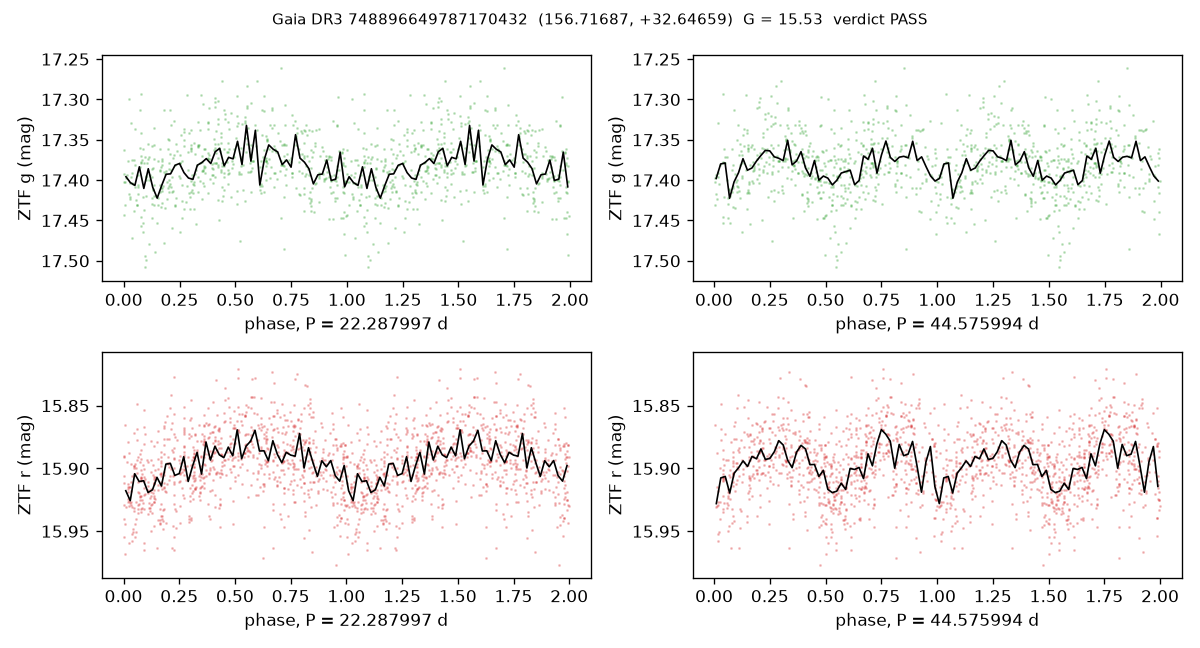 Gaia DR3 748896649787170432 (156.71687, +32.64659) G = 15.53 verdict PASS
17.25
17.30
17.35
17.40
17.45
17.50
ZTF g (mag)
0.00 0.25 0.50 0.75 1.00 1.25 1.50 1.75 2.00
phase, P = 22.287997 d
17.25
17.30
17.35
17.40
17.45
17.50
ZTF g (mag)
0.00 0.25 0.50 0.75 1.00 1.25 1.50 1.75 2.00
phase, P = 44.575994 d
15.85
15.90
15.95
ZTF r (mag)
0.00 0.25 0.50 0.75 1.00 1.25 1.50 1.75 2.00
phase, P = 22.287997 d
15.85
15.90
15.95
ZTF r (mag)
0.00 0.25 0.50 0.75 1.00 1.25 1.50 1.75 2.00
phase, P = 44.575994 d